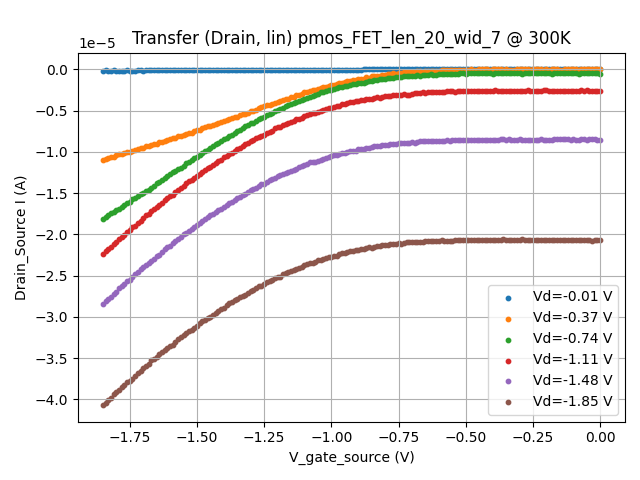 Transfer (Drain, lin) pmos_FET_len_20_wid_7 @ 300K
1e−5
0.0
−0.5
−1.0
−1.5
−2.0
−2.5
−3.0
−3.5
−4.0
Drain_Source I (A)
Vd=-0.01 V
Vd=-0.37 V
Vd=-0.74 V
Vd=-1.11 V
Vd=-1.48 V
Vd=-1.85 V
−1.75 −1.50 −1.25 −1.00 −0.75 −0.50 −0.25 0.00
V_gate_source (V)